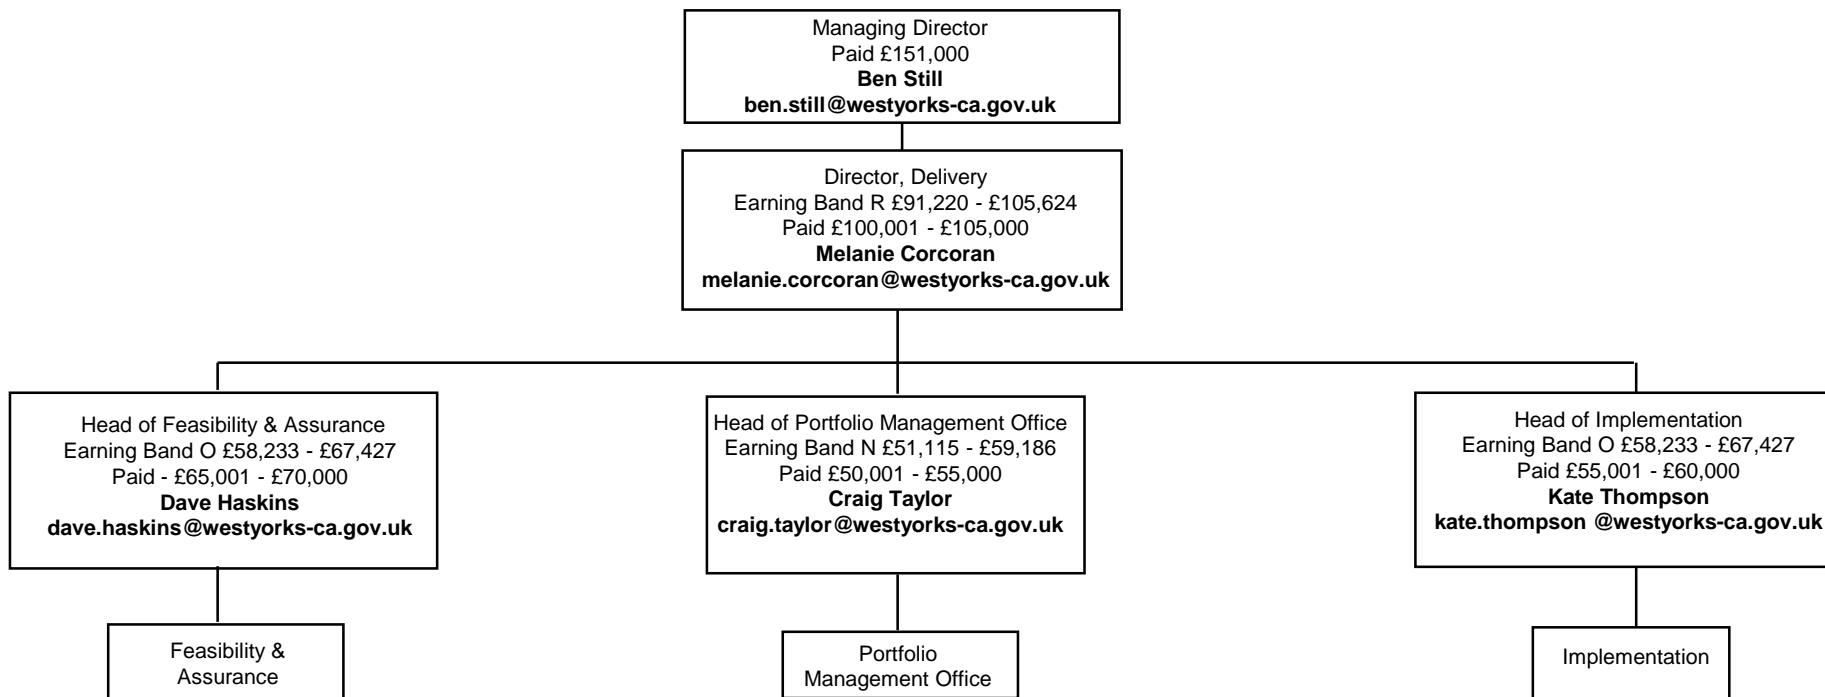 Managing Director
Paid £151,000
Ben Still
ben.still@westyorks-ca.gov.uk
Director, Delivery
Earning Band R £91,220 - £105,624
Paid £100,001 - £105,000
Melanie Corcoran
melanie.corcoran@westyorks-ca.gov.uk
Head of Feasibility & Assurance
Earning Band O £58,233 - £67,427
Paid - £65,001 - £70,000
Dave Haskins
dave.haskins@westyorks-ca.gov.uk
Head of Portfolio Management Office
Earning Band N £51,115 - £59,186
Paid £50,001 - £55,000
Craig Taylor
craig.taylor@westyorks-ca.gov.uk
Head of Implementation
Earning Band O £58,233 - £67,427
Paid £55,001 - £60,000
Kate Thompson
kate.thompson @westyorks-ca.gov.uk
Feasibility &
Assurance
Portfolio
Management Office
Implementation